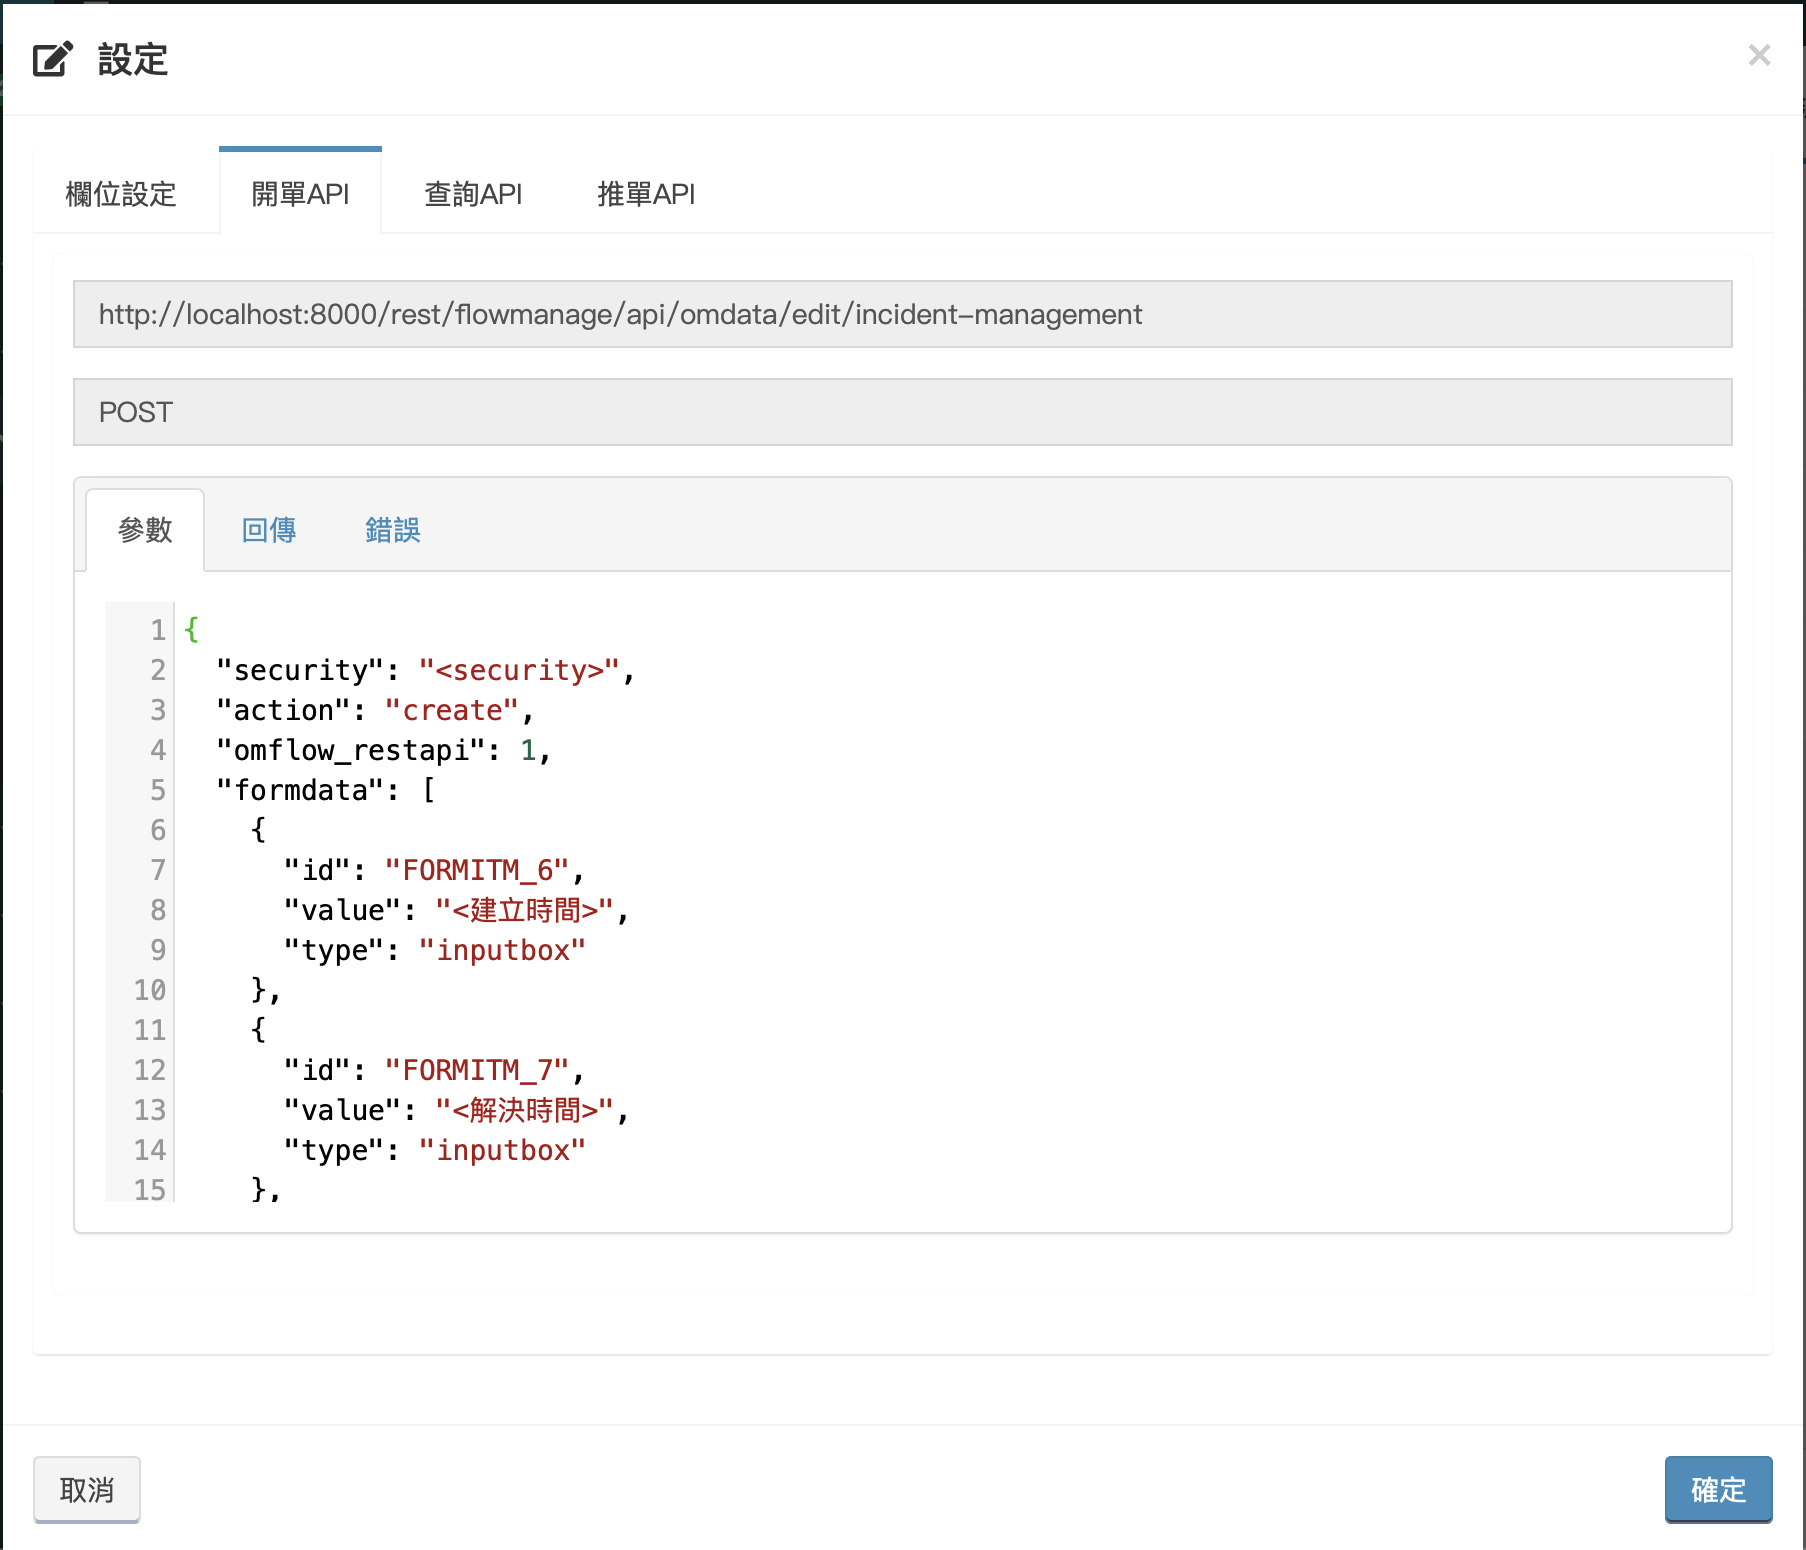 設定
×
欄位設定 開單API 查詢API 推單API
http://localhost:8000/rest/flowmanage/api/omdata/edit/incident-management
POST
參數 回傳 錯誤
1 {
2 "security": "<security>",
3 "action": "create",
4 "omflow_restapi": 1,
5 "formdata": [
6 {
7 "id": "FORMITM_6",
8 "value": "<建立時間>",
9 "type": "inputbox"
10 },
11 {
12 "id": "FORMITM_7",
13 "value": "<解決時間>",
14 "type": "inputbox"
15 },
取消 確定